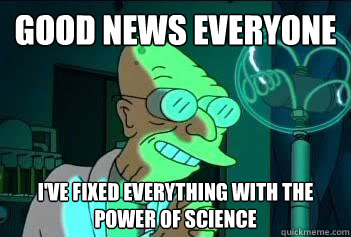 GOOD NEWS EVERYONE
I'VE FIXED EVERYTHING WITH THE
POWER OF SCIENCE
quickmeme.com